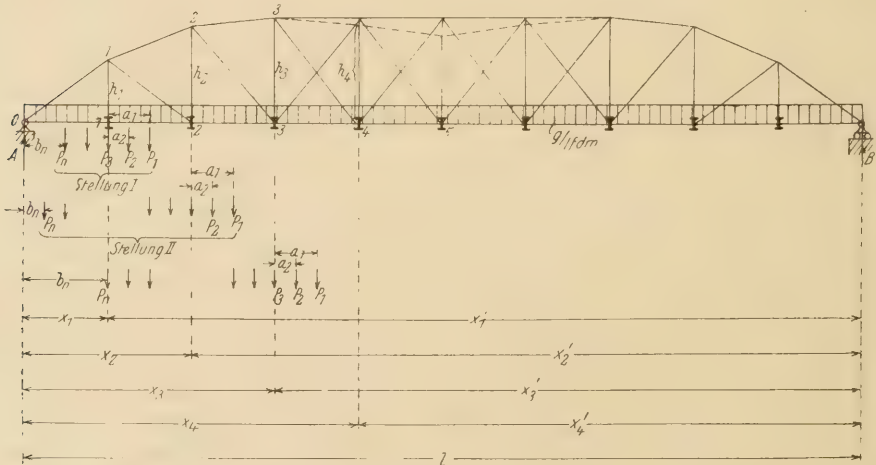 3
2
1
h₁ h₂ h₃ h₄
0 1 2 3 4 5
g/lfdm
A B
a₁
bₙ a₂
Pₙ P₃ P₂ P₁
Stellung I
a₁
a₂
bₙ Pₙ P₂ P₁
Stellung II
a₁
a₂
bₙ
Pₙ P₃ P₂ P₁
x₁ x₁'
x₂ x₂'
x₃ x₃'
x₄ x₄'
l